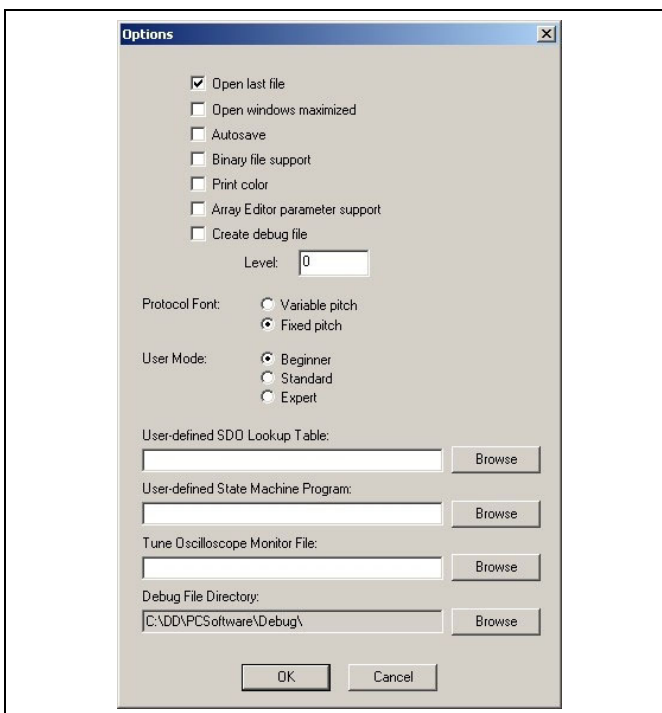 Options
Open last file
Open windows maximized
Autosave
Binary file support
Print color
Array Editor parameter support
Create debug file
Level: 0
Protocol Font: Variable pitch
Fixed pitch
User Mode: Beginner
Standard
Expert
User-defined SDO Lookup Table:
Browse
User-defined State Machine Program:
Browse
Tune Oscilloscope Monitor File:
Browse
Debug File Directory:
C:\DD\PCSoftware\Debug\ Browse
OK Cancel